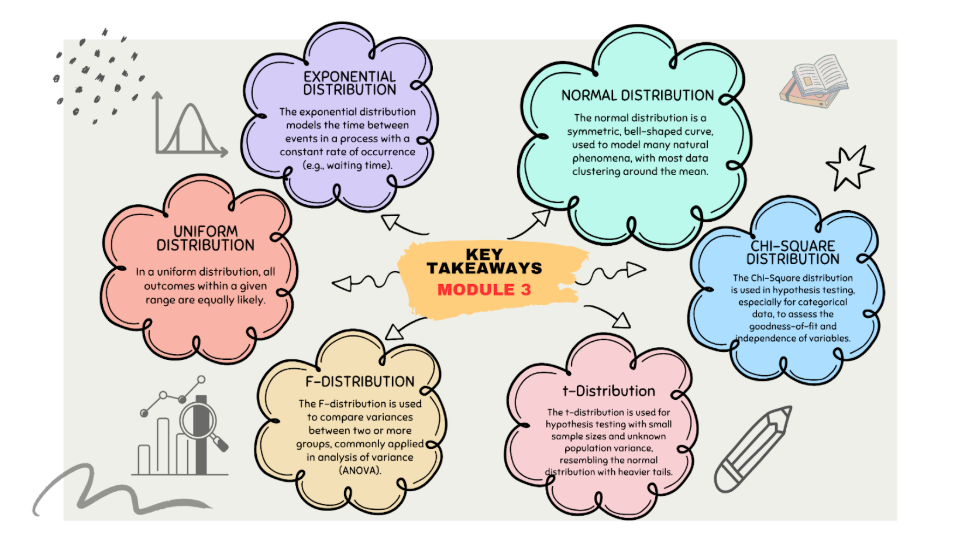 EXPONENTIAL
DISTRIBUTION
The exponential distribution
models the time between
events in a process with a
constant rate of occurrence
(e.g., waiting time).
NORMAL DISTRIBUTION
The normal distribution is a
symmetric, bell-shaped curve,
used to model many natural
phenomena, with most data
clustering around the mean.
UNIFORM
DISTRIBUTION
In a uniform distribution, all
outcomes within a given
range are equally likely.
KEY
TAKEAWAYS
MODULE 3
CHI-SQUARE
DISTRIBUTION
The Chi-Square distribution
is used in hypothesis testing,
especially for categorical
data, to assess the
goodness-of-fit and
independence of variables.
F-DISTRIBUTION
The F-distribution is used
to compare variances
between two or more
groups, commonly applied
in analysis of variance
(ANOVA).
t-Distribution
The t-distribution is used for
hypothesis testing with small
sample sizes and unknown
population variance,
resembling the normal
distribution with heavier tails.